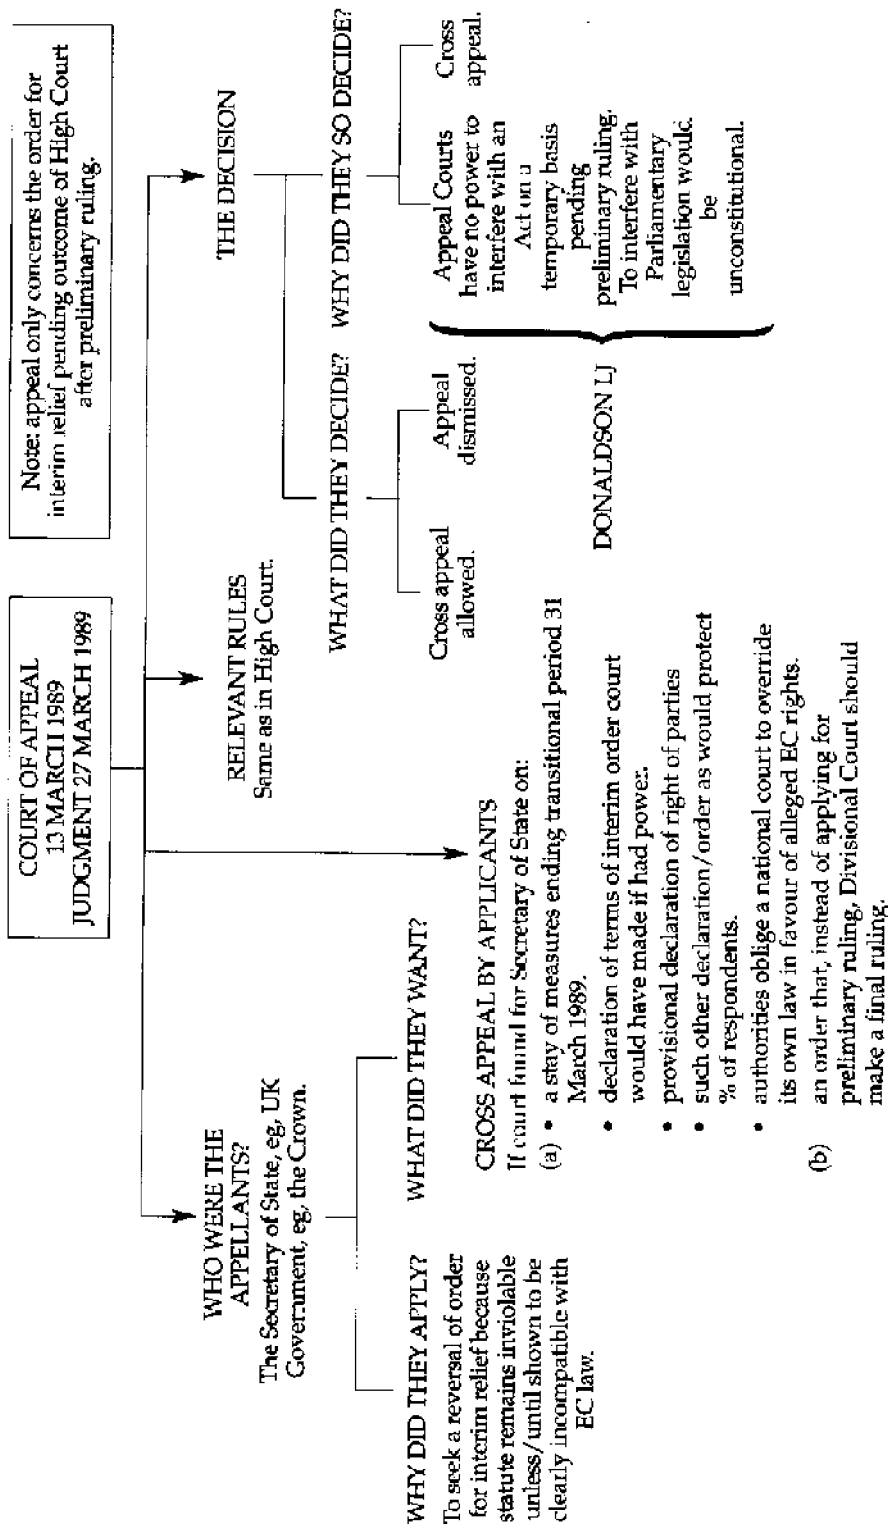 COURT OF APPEAL
13 MARCH 1989
JUDGMENT 27 MARCH 1989
Note: appeal only concerns the order for
interim relief pending outcome of High Court
after preliminary ruling.
WHO WERE THE
APPELLANTS?
The Secretary of State, eg, UK
Government, eg, the Crown.
WHY DID THEY APPLY?
To seek a reversal of order
for interim relief because
statute remains inviolable
unless/until shown to be
clearly incompatible with
EC law.
WHAT DID THEY WANT?
CROSS APPEAL BY APPLICANTS
If court found for Secretary of State on:
(a) • a stay of measures ending transitional period 31
March 1989.
• declaration of terms of interim order court
would have made if had power.
• provisional declaration of right of parties
• such other declaration/order as would protect
% of respondents.
• authorities oblige a national court to override
its own law in favour of alleged EC rights.
(b) an order that, instead of applying for
preliminary ruling, Divisional Court should
make a final ruling.
RELEVANT RULES
Same as in High Court.
THE DECISION
WHAT DID THEY DECIDE?
Cross appeal
allowed.
Appeal
dismissed.
WHY DID THEY SO DECIDE?
Appeal Courts
have no power to
interfere with an
Act on a
temporary basis
pending
preliminary ruling.
To interfere with
Parliamentary
legislation would
be
unconstitutional.
Cross
appeal.
DONALDSON LJ